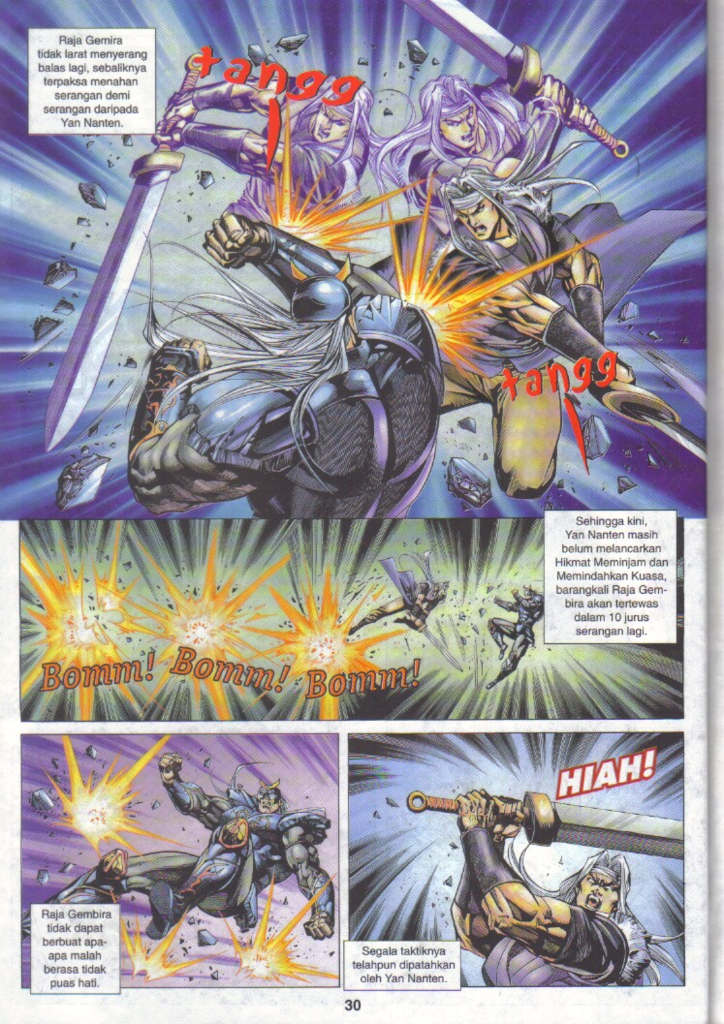 Raja Gemira
tidak larat menyerang
balas lagi, sebaliknya
terpaksa menahan
serangan demi
serangan daripada
Yan Nanten.
tangg
tangg
Sehingga kini,
Yan Nanten masih
belum melancarkan
Hikmat Meminjam dan
Memindahkan Kuasa,
barangkali Raja Gem-
bira akan tertewas
dalam 10 jurus
serangan lagi.
Bomm! Bomm! Bomm!
Raja Gembira
tidak dapat
berbuat apa-
apa malah
berasa tidak
puas hati.
HIAH!
Segala taktiknya
telahpun dipatahkan
oleh Yan Nanten.
30